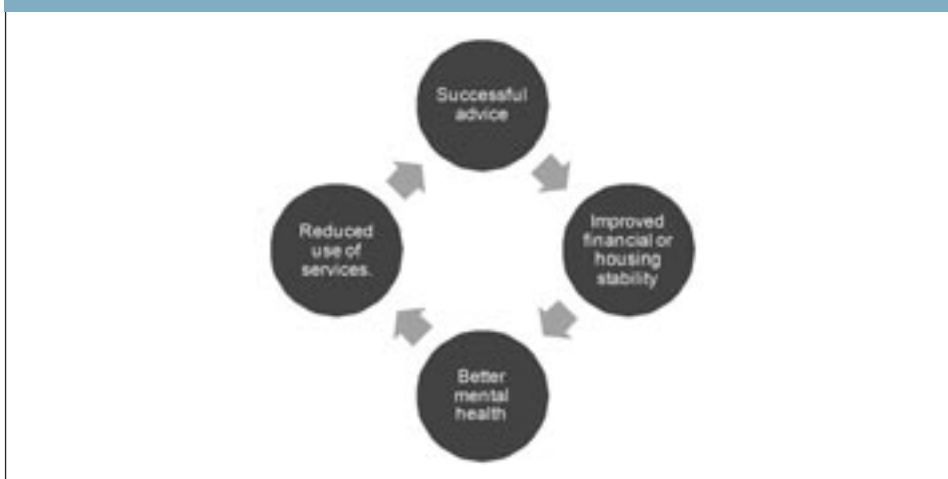 Successful
advice
Improved
financial or
housing
stability
Better
mental
health
Reduced
use of
services.